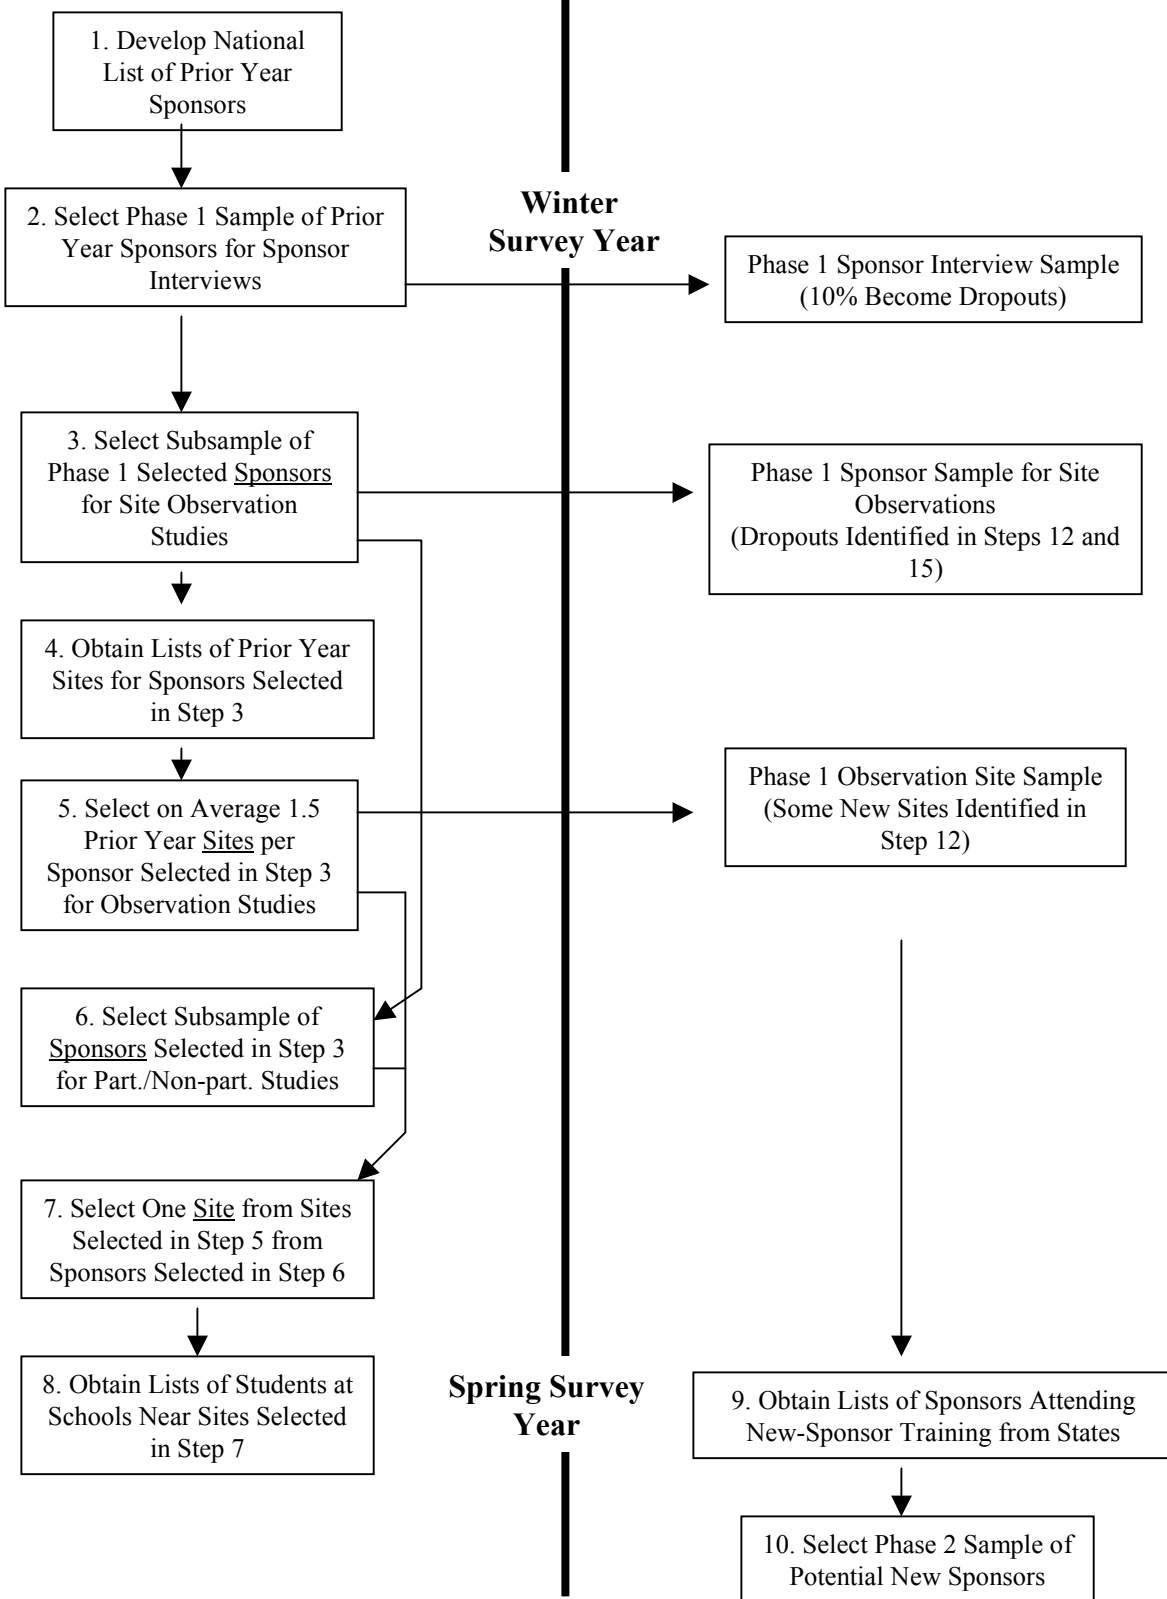 1. Develop National
List of Prior Year
Sponsors
2. Select Phase 1 Sample of Prior
Year Sponsors for Sponsor
Interviews
Winter
Survey Year
Phase 1 Sponsor Interview Sample
(10% Become Dropouts)
3. Select Subsample of
Phase 1 Selected Sponsors
for Site Observation
Studies
Phase 1 Sponsor Sample for Site
Observations
(Dropouts Identified in Steps 12 and
15)
4. Obtain Lists of Prior Year
Sites for Sponsors Selected
in Step 3
5. Select on Average 1.5
Prior Year Sites per
Sponsor Selected in Step 3
for Observation Studies
Phase 1 Observation Site Sample
(Some New Sites Identified in
Step 12)
6. Select Subsample of
Sponsors Selected in Step 3
for Part./Non-part. Studies
7. Select One Site from Sites
Selected in Step 5 from
Sponsors Selected in Step 6
8. Obtain Lists of Students at
Schools Near Sites Selected
in Step 7
Spring Survey
Year
9. Obtain Lists of Sponsors Attending
New-Sponsor Training from States
10. Select Phase 2 Sample of
Potential New Sponsors